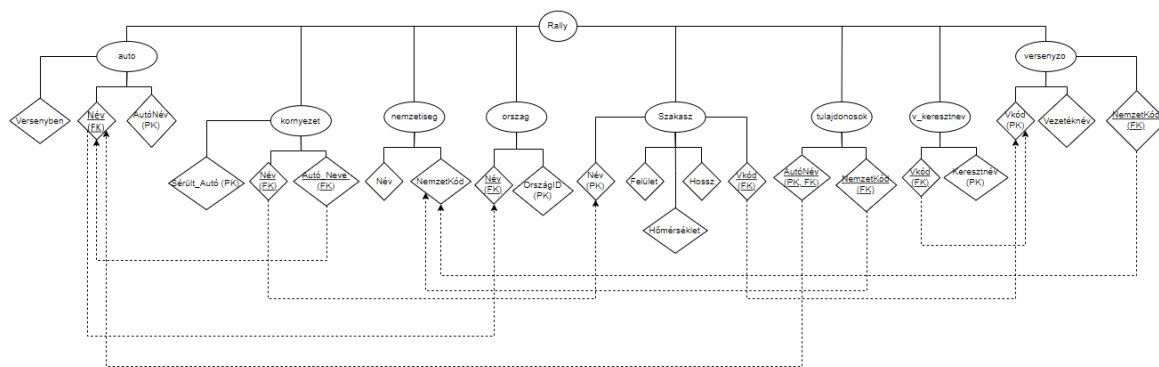 Rally
auto
kornyezet
nemzetiseg
orszag
Szakasz
tulajdonosok
v_keresztnev
versenyzo
Versenyben
Név
(FK)
AutóNév
(PK)
Sérült_Autó (PK)
Név
(FK)
Autó_Neve
(FK)
Név
NemzetKód
Név
(FK)
OrszágID
(PK)
Név
(PK)
Felület
Hőmérséklet
Hossz
Vkód
(FK)
AutóNév
(PK, FK)
NemzetKód
(FK)
Vkód
(FK)
Keresztnév
(PK)
Vkód
(PK)
Vezetéknév
NemzetKód
(FK)